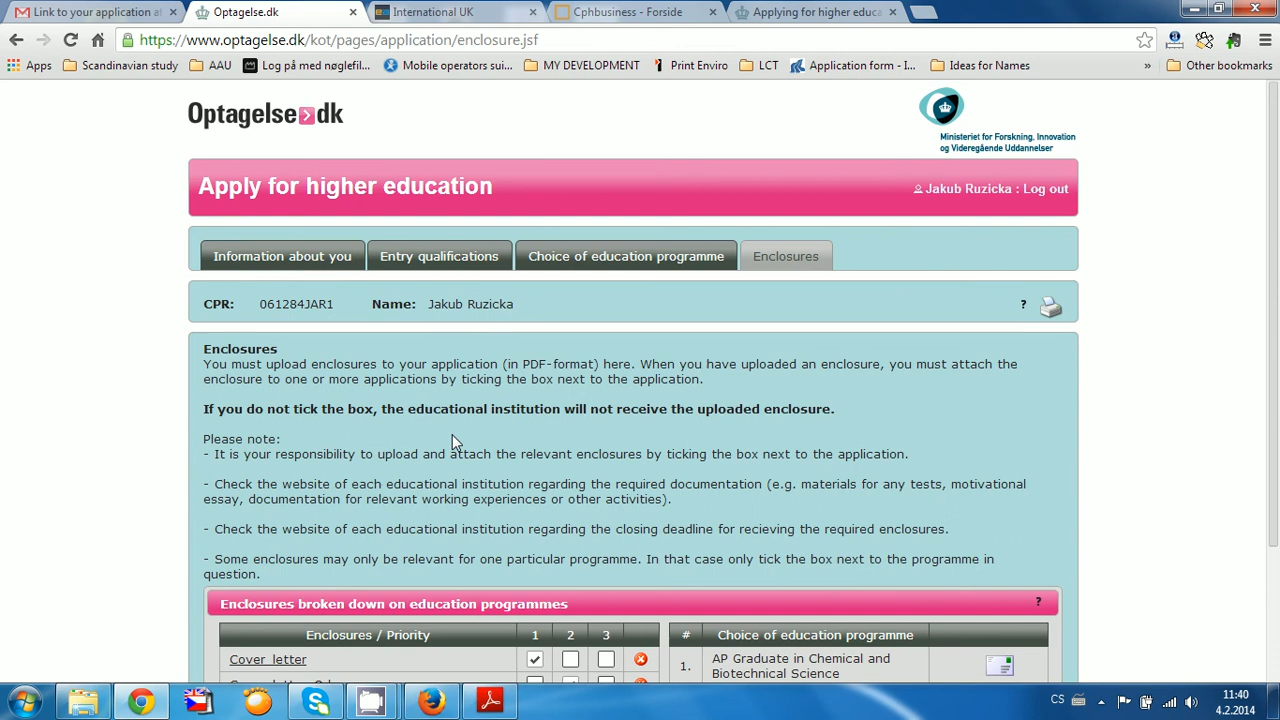 Link to your application at
Optagelse.dk
International UK
Cphbusiness - Forside
Applying for higher educa
https://www.optagelse.dk/kot/pages/application/enclosure.jsf
Apps Scandinavian study AAU Log på med nøglefil... Mobile operators sui... MY DEVELOPMENT Print Enviro LCT Application form - I... Ideas for Names » Other bookmarks
Optagelse dk
Ministeriet for Forskning, Innovation
og Videregående Uddannelser
Apply for higher education
Jakub Ruzicka : Log out
Information about you Entry qualifications Choice of education programme Enclosures
CPR: 061284JAR1 Name: Jakub Ruzicka ?
Enclosures
You must upload enclosures to your application (in PDF-format) here. When you have uploaded an enclosure, you must attach the
enclosure to one or more applications by ticking the box next to the application.
If you do not tick the box, the educational institution will not receive the uploaded enclosure.
Please note:
- It is your responsibility to upload and attach the relevant enclosures by ticking the box next to the application.
- Check the website of each educational institution regarding the required documentation (e.g. materials for any tests, motivational
essay, documentation for relevant working experiences or other activities).
- Check the website of each educational institution regarding the closing deadline for recieving the required enclosures.
- Some enclosures may only be relevant for one particular programme. In that case only tick the box next to the programme in
question.
Enclosures broken down on education programmes ?
Enclosures / Priority 1 2 3 # Choice of education programme
Cover letter
1. AP Graduate in Chemical and
Biotechnical Science
CS
11:40
4.2.2014